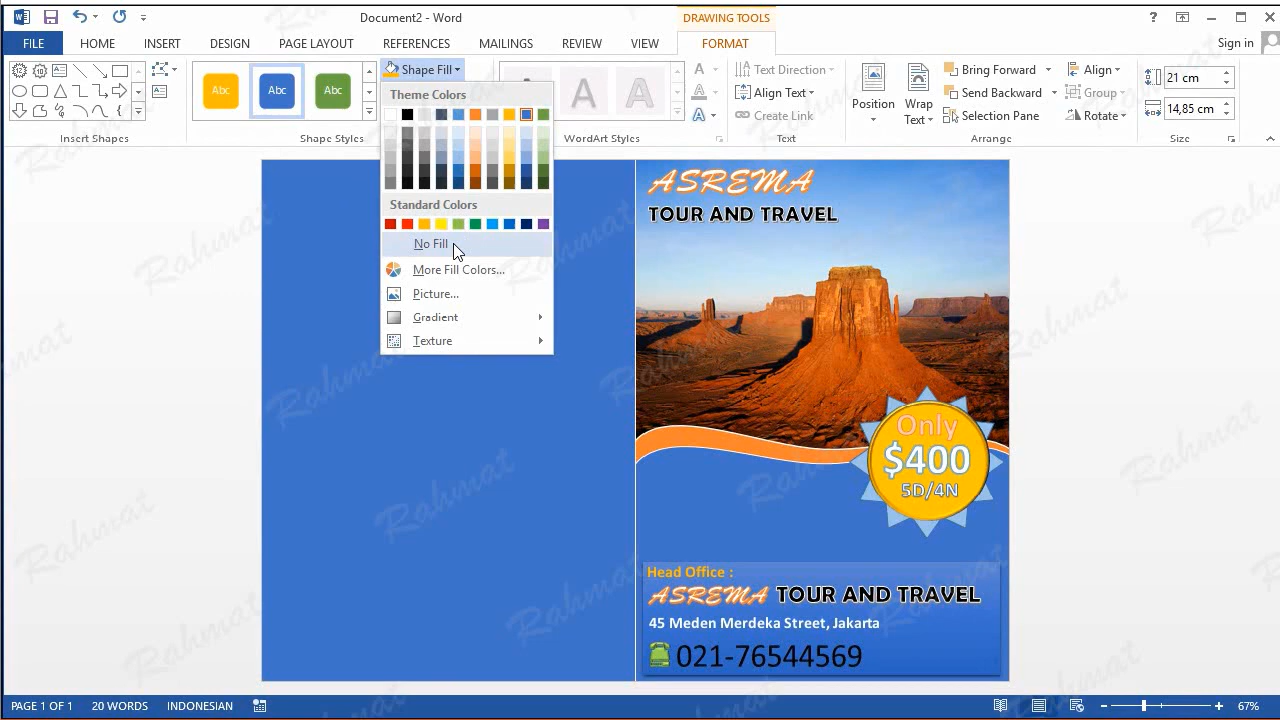 Document2 - Word
DRAWING TOOLS
?
FILE
HOME
INSERT
DESIGN
PAGE LAYOUT
REFERENCES
MAILINGS
REVIEW
VIEW
FORMAT
Sign in
Abc
Abc
Abc
Shape Fill
A
A
A
Text Direction
Align Text
Create Link
Position
Wrap
Text
Bring Forward
Send Backward
Selection Pane
Align
Group
Rotate
21 cm
14,85 cm
Insert Shapes
Shape Styles
WordArt Styles
Arrange
Size
Theme Colors
Standard Colors
No Fill
More Fill Colors...
Picture...
Gradient
Texture
ASREMA
TOUR AND TRAVEL
Only
$400
5D/4N
Head Office :
ASREMA TOUR AND TRAVEL
45 Meden Merdeka Street, Jakarta
021-76544569
Rahmat
PAGE 1 OF 1
20 WORDS
INDONESIAN
67%